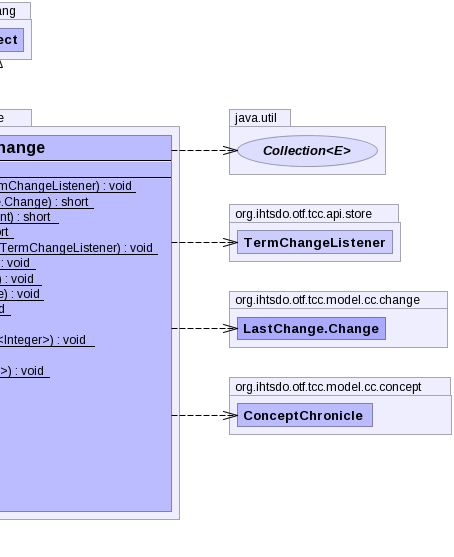 ang
ect
e
hange
mChangeListener) : void
.Change) : short
nt) : short
ort
TermChangeListener) : void
: void
) : void
e) : void
d
<Integer>) : void
>) : void
java.util
Collection<E>
org.ihtsdo.otf.tcc.api.store
TermChangeListener
org.ihtsdo.otf.tcc.model.cc.change
LastChange.Change
org.ihtsdo.otf.tcc.model.cc.concept
ConceptChronicle